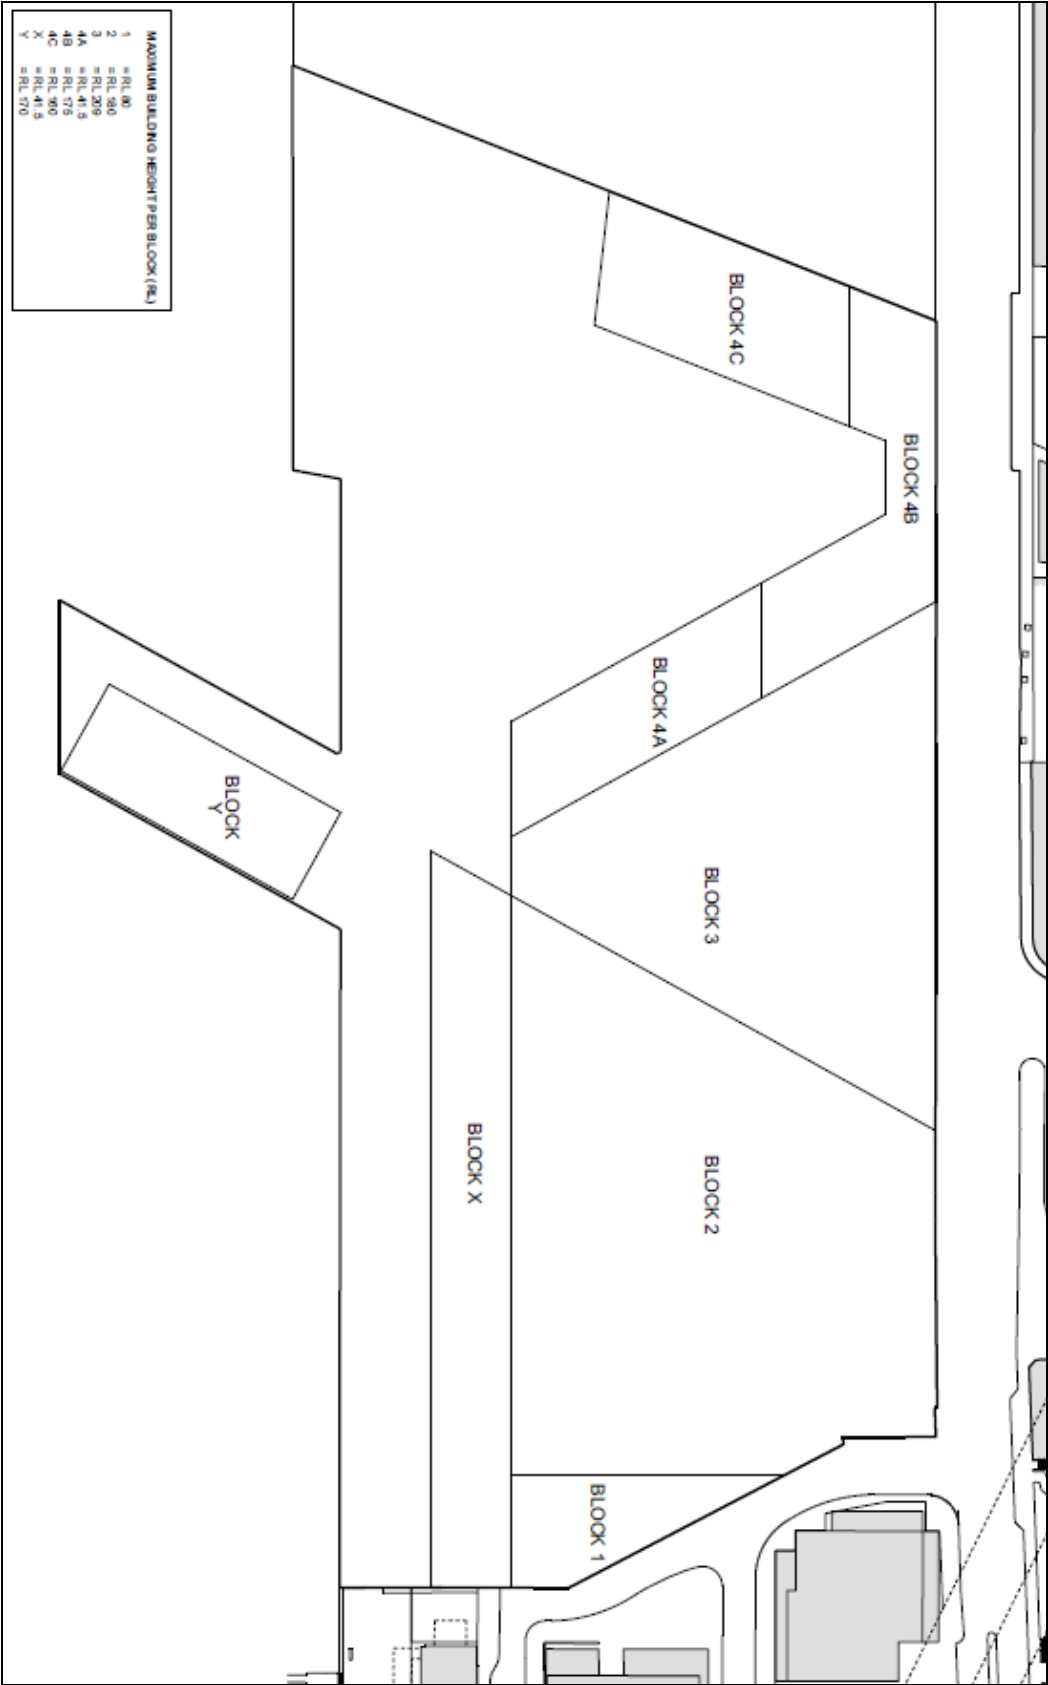 MAXIMUM BUILDING HEIGHT PER BLOCK (RL)
1 = RL 80
2 = RL 180
3 = RL 209
4A = RL 41.5
4B = RL 175
4C = RL 160
X = RL 41.5
Y = RL 170
BLOCK 4C
BLOCK 4B
BLOCK 4A
BLOCK 3
BLOCK
Y
BLOCK 2
BLOCK X
BLOCK 1